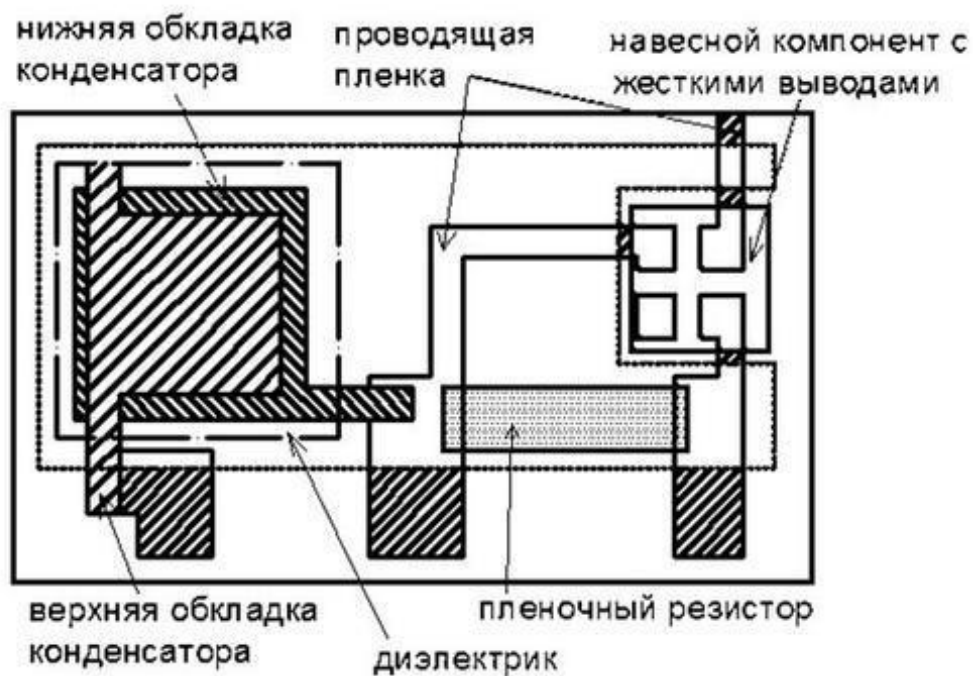 нижняя обкладка
конденсатора
проводящая
пленка
навесной компонент с
жесткими выводами
верхняя обкладка
конденсатора
диэлектрик
пленочный резистор